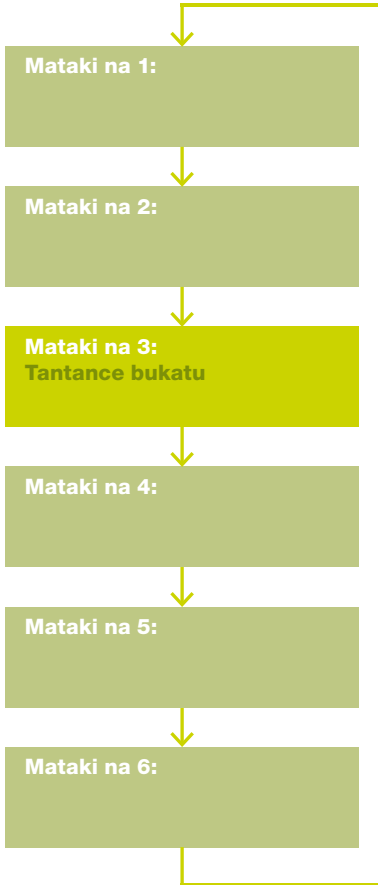 Mataki na 1:
Mataki na 2:
Mataki na 3:
Tantance bukatu
Mataki na 4:
Mataki na 5:
Mataki na 6: